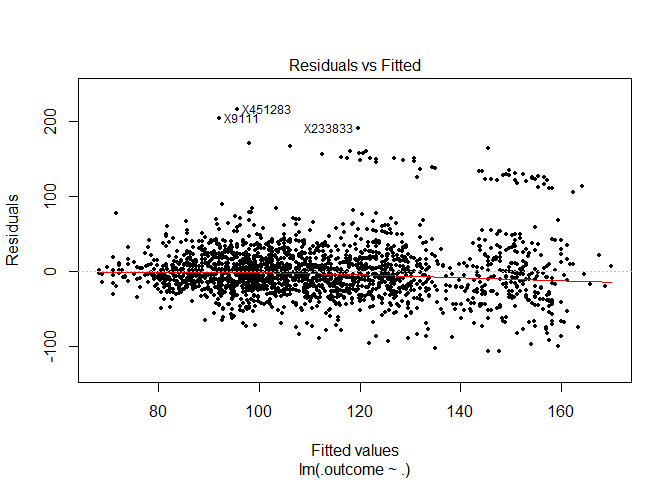 Residuals vs Fitted
Residuals
200
100
0
-100
X451283
X9111
X233833
80
100
120
140
160
Fitted values
lm(.outcome ~ .)